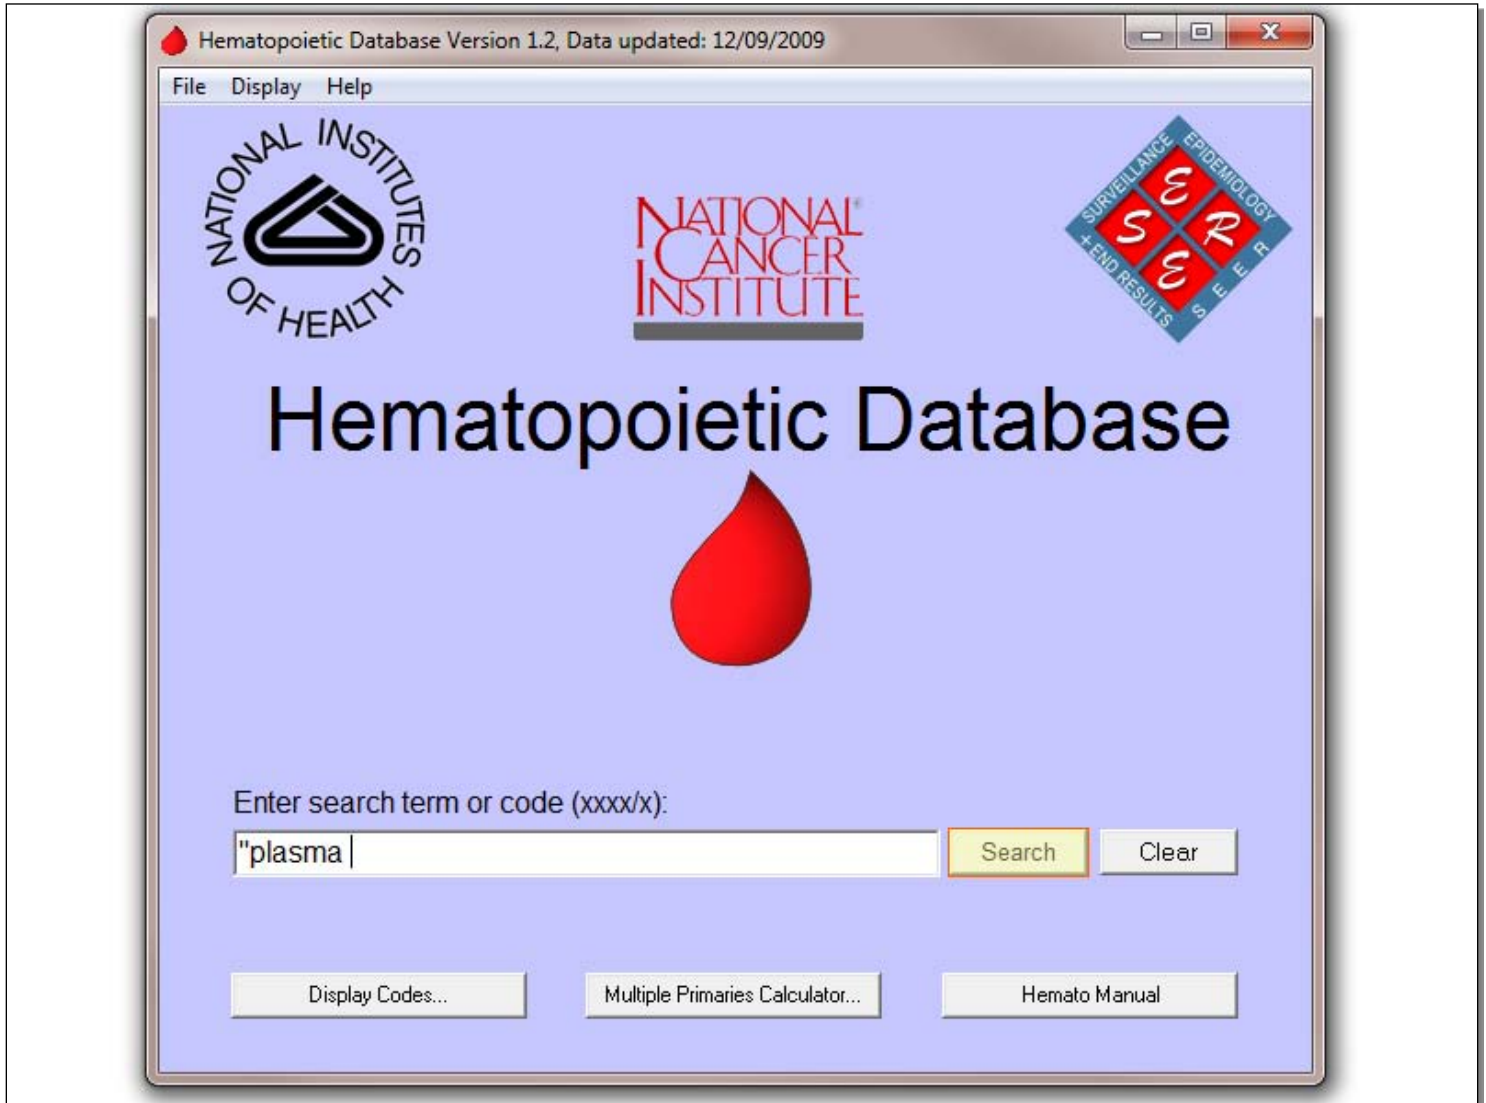 Hematopoietic Database Version 1.2, Data updated: 12/09/2009
File Display Help
NATIONAL INSTITUTES OF HEALTH
NATIONAL
CANCER
INSTITUTE
SURVEILLANCE EPIDEMIOLOGY + END RESULTS SEER
S E R E
Hematopoietic Database
Enter search term or code (xxxx/x):
"plasma
Search Clear
Display Codes... Multiple Primaries Calculator... Hemato Manual